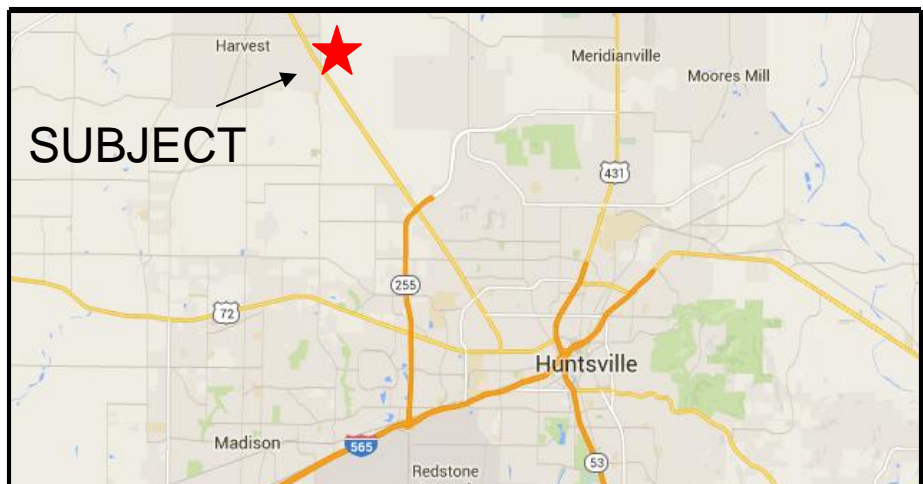 Harvest
Meridianville
Moores Mill
SUBJECT
431
255
72
Huntsville
Madison
565
53
Redstone